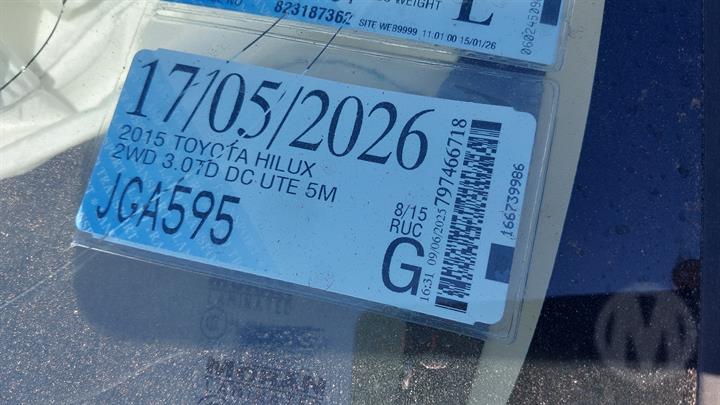 WEIGHT
L
823187362
SITE WEB9999 11:01:00 15/01/26
17/05/2026
2015 TOYOTA HILUX
2WD 3.0TD DC UTE 5M
JGA595
8/15
RUC
G
16:31 09/06/2025
797466718
166739986
M